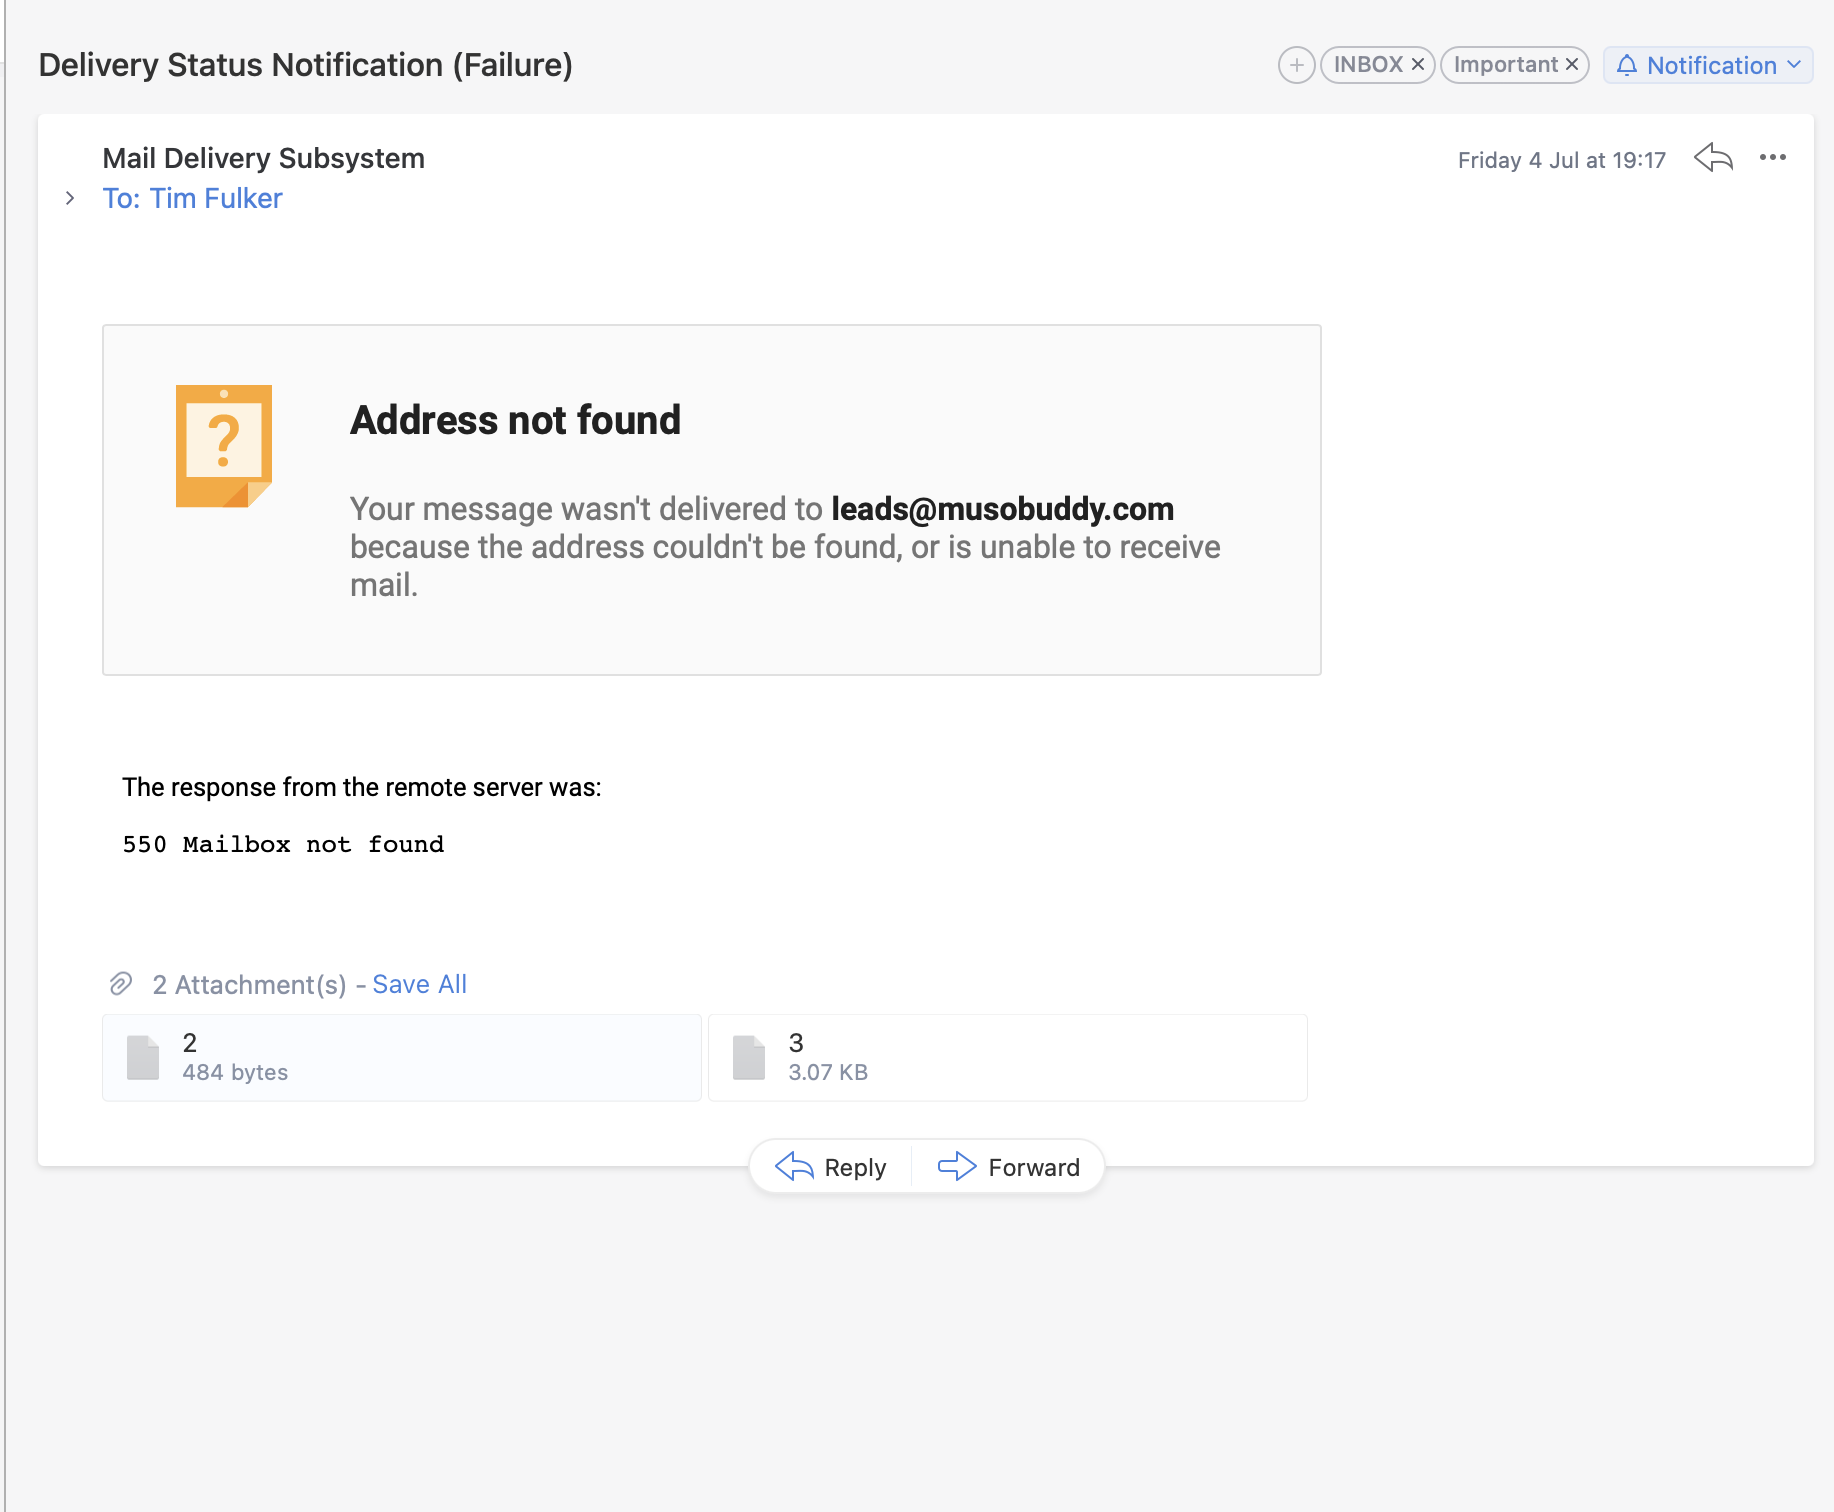 Delivery Status Notification (Failure)
INBOX
Important
Notification
Mail Delivery Subsystem
Friday 4 Jul at 19:17
To: Tim Fulker
?
Address not found
Your message wasn't delivered to leads@musobuddy.com
because the address couldn't be found, or is unable to receive
mail.
The response from the remote server was:
550 Mailbox not found
2 Attachment(s) - Save All
2
484 bytes
3
3.07 KB
Reply
Forward